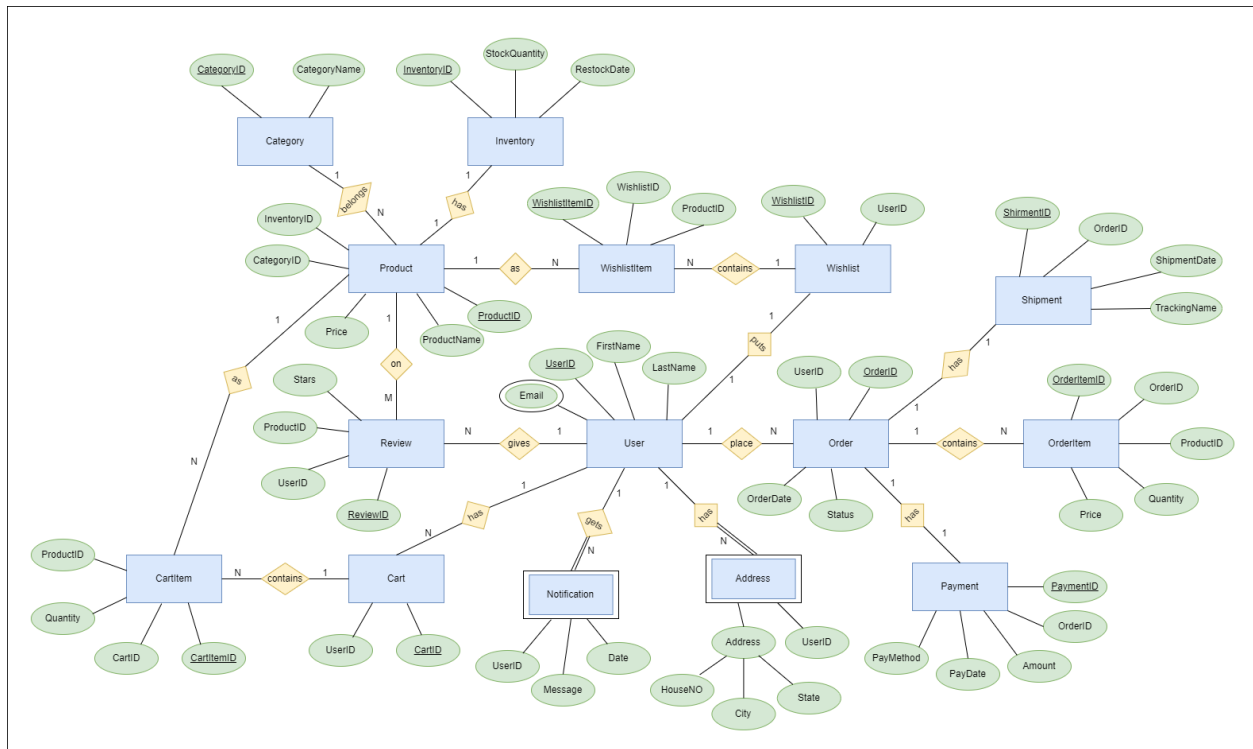 StockQuantity
CategoryID
CategoryName
InventoryID
RestockDate
Category
Inventory
1
1
belongs
has
N
1
WishlistID
WishlistItemID
ProductID
WishlistID
UserID
ShirmentID
OrderID
InventoryID
CategoryID
Product
1
as
N
WishlistItem
N
contains
1
Wishlist
ShipmentDate
Shipment
TrackingName
Price
ProductName
ProductID
1
1
1
puts
1
1
has
1
as
on
M
N
Stars
ProductID
UserID
ReviewID
Review
N
gives
1
Email
UserID
FirstName
LastName
User
1
place
N
UserID
OrderID
Order
OrderDate
Status
1
contains
N
OrderItemID
OrderID
ProductID
OrderItem
Price
Quantity
1
has
N
1
gets
N
1
has
N
1
has
1
ProductID
Quantity
CartID
CartItemID
CartItem
N
contains
1
Cart
UserID
CartID
Notification
UserID
Message
Date
Address
Address
UserID
HouseNO
City
State
Payment
PaymentID
OrderID
PayMethod
PayDate
Amount